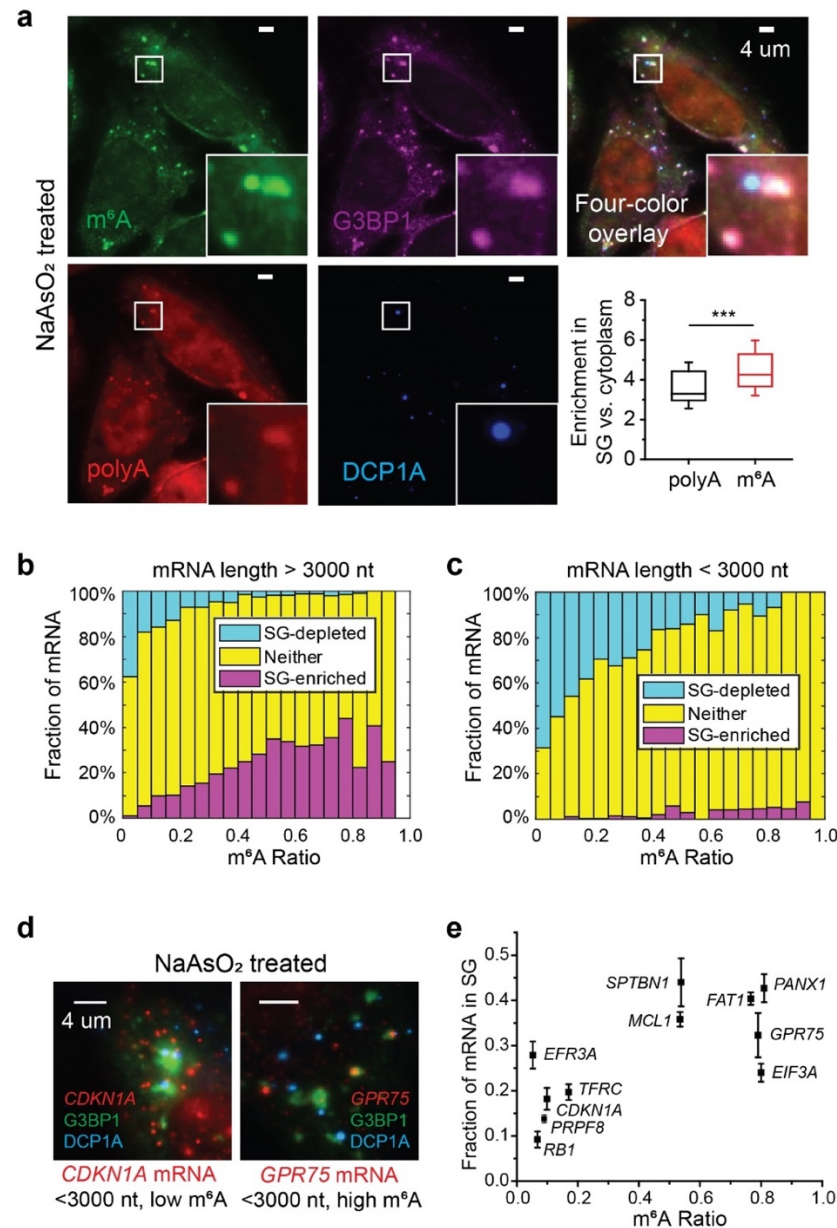 a
NaAsO₂ treated
m⁶A
G3BP1
4 um
Four-color
overlay
polyA
DCP1A
Enrichment in
SG vs. cytoplasm
8
6
4
2
0
***
polyA m⁶A
b
mRNA length > 3000 nt
Fraction of mRNA
100%
80%
60%
40%
20%
0%
SG-depleted
Neither
SG-enriched
0 0.2 0.4 0.6 0.8 1.0
m⁶A Ratio
c
mRNA length < 3000 nt
Fraction of mRNA
100%
80%
60%
40%
20%
0%
SG-depleted
Neither
SG-enriched
0 0.2 0.4 0.6 0.8 1.0
m⁶A Ratio
d
NaAsO₂ treated
4 um
CDKN1A
G3BP1
DCP1A
GPR75
G3BP1
DCP1A
CDKN1A mRNA
<3000 nt, low m⁶A
GPR75 mRNA
<3000 nt, high m⁶A
e
Fraction of mRNA in SG
0.5
0.4
0.3
0.2
0.1
0.0
SPTBN1
MCL1
FAT1
PANX1
GPR75
EIF3A
EFR3A
TFRC
CDKN1A
PRPF8
RB1
0.0 0.2 0.4 0.6 0.8 1.0
m⁶A Ratio